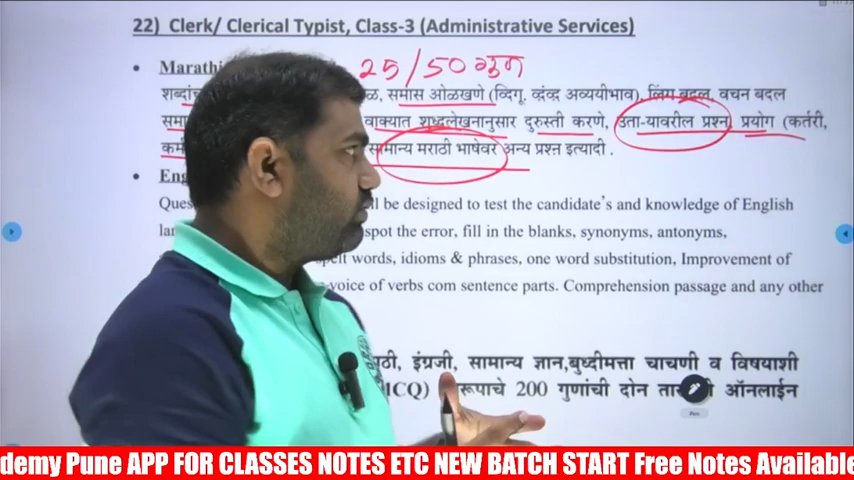 22) Clerk/ Clerical Typist, Class-3 (Administrative Services)
25/50 गुण
• Marathi
शब्दांच ळ, समास ओळखणे (व्दिगू, व्दंव्द अव्ययीभाव), लिंग बदल, वचन बदल
समा वाक्यात शध्दलेखनानुसार दुरुस्ती करणे, उता-यावरील प्रश्न, प्रयोग (कर्तरी,
कर्म सामान्य मराठी भाषेवर अन्य प्रश्न इत्यादी .
• Eng
Ques ll be designed to test the candidate's and knowledge of English
lan spot the error, fill in the blanks, synonyms, antonyms,
words, idioms & phrases, one word substitution, Improvement of
voice of verbs com sentence parts. Comprehension passage and any other
ठी, इंग्रजी, सामान्य ज्ञान,बुध्दीमत्ता चाचणी व विषयाशी
ICQ) रूपाचे 200 गुणांची दोन ता ऑनलाईन
Pen
demy Pune APP FOR CLASSES NOTES ETC NEW BATCH START Free Notes Available